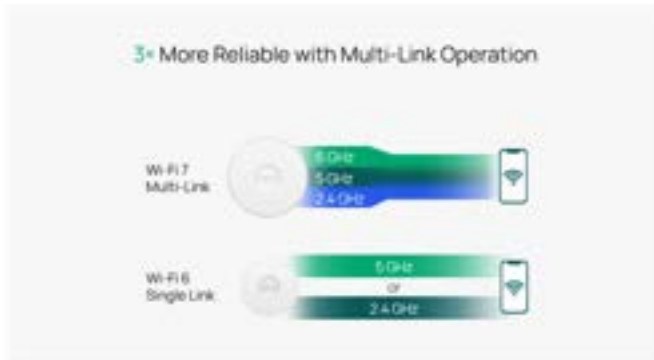 3× More Reliable with Multi-Link Operation
Wi-Fi 7
Multi-Link
6 GHz
5 GHz
2.4 GHz
Wi-Fi 6
Single Link
5 GHz
or
2.4 GHz